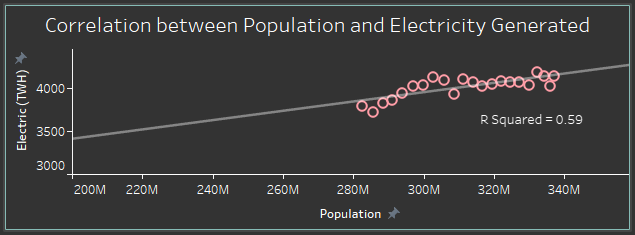 Correlation between Population and Electricity Generated
Electric (TWH)
4000
3500
3000
R Squared = 0.59
200M 220M 240M 260M 280M 300M 320M 340M
Population